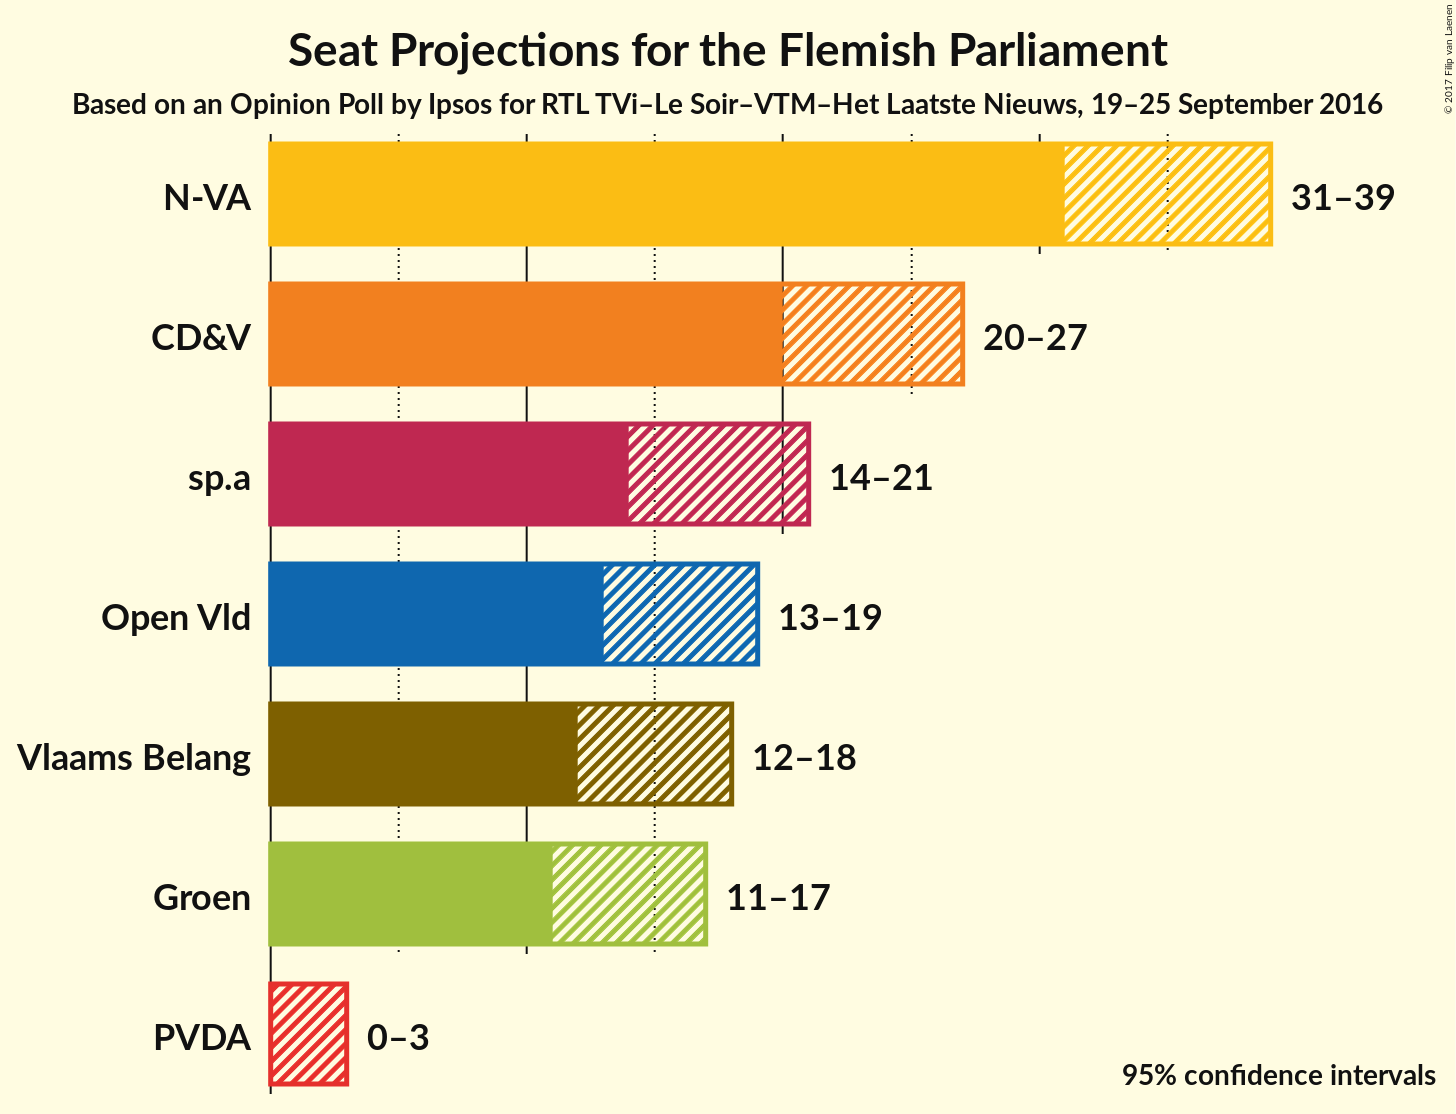 Seat Projections for the Flemish Parliament
Based on an Opinion Poll by Ipsos for RTL TVi–Le Soir–VTM–Het Laatste Nieuws, 19–25 September 2016
© 2017 Filip van Laenen
N-VA 31–39
CD&V 20–27
sp.a 14–21
Open Vld 13–19
Vlaams Belang 12–18
Groen 11–17
PVDA 0–3
95% confidence intervals